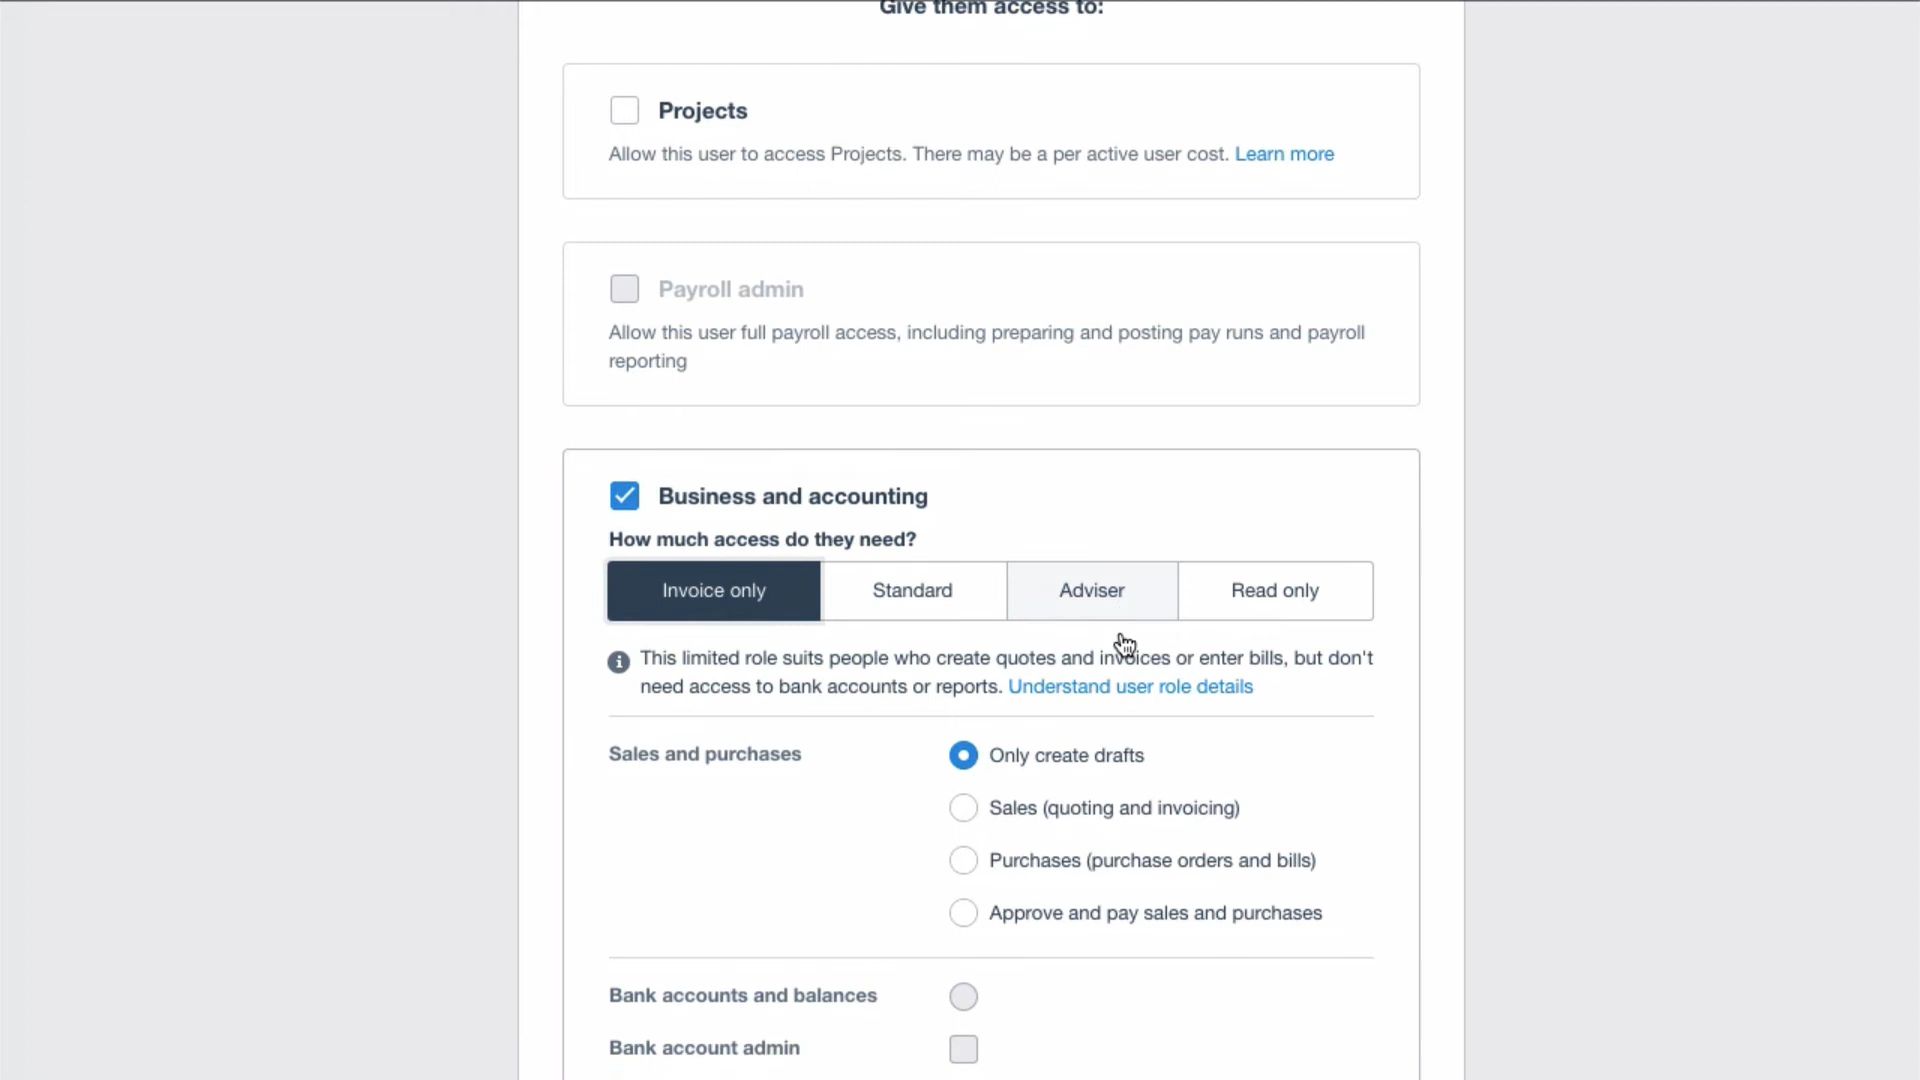 Give them access to:
Projects
Allow this user to access Projects. There may be a per active user cost. Learn more
Payroll admin
Allow this user full payroll access, including preparing and posting pay runs and payroll
reporting
Business and accounting
How much access do they need?
Invoice only Standard Adviser Read only
This limited role suits people who create quotes and invoices or enter bills, but don't
need access to bank accounts or reports. Understand user role details
Sales and purchases
Only create drafts
Sales (quoting and invoicing)
Purchases (purchase orders and bills)
Approve and pay sales and purchases
Bank accounts and balances
Bank account admin